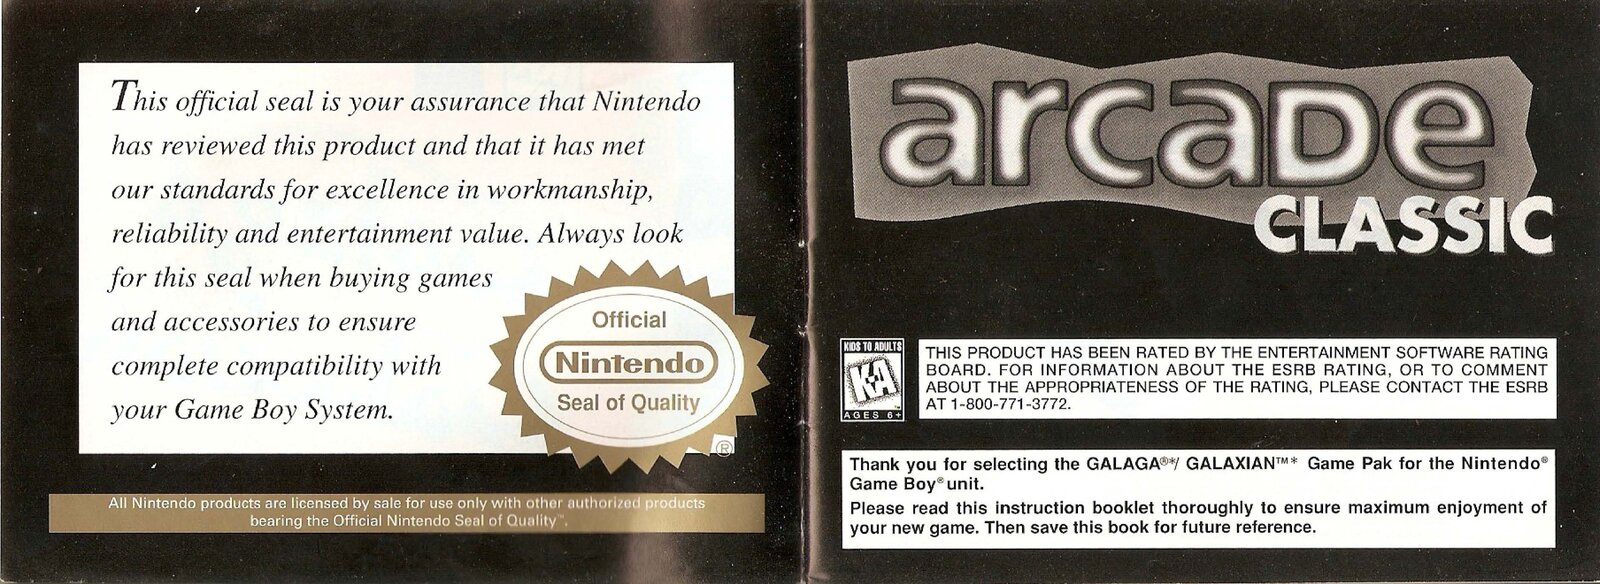 This official seal is your assurance that Nintendo
has reviewed this product and that it has met
our standards for excellence in workmanship,
reliability and entertainment value. Always look
for this seal when buying games
and accessories to ensure
complete compatibility with
your Game Boy System.
Official
Nintendo
Seal of Quality
®
All Nintendo products are licensed by sale for use only with other authorized products
bearing the Official Nintendo Seal of Quality™.
arcaDe
CLASSIC
KIDS TO ADULTS
K-A
AGES 6+
THIS PRODUCT HAS BEEN RATED BY THE ENTERTAINMENT SOFTWARE RATING
BOARD. FOR INFORMATION ABOUT THE ESRB RATING, OR TO COMMENT
ABOUT THE APPROPRIATENESS OF THE RATING, PLEASE CONTACT THE ESRB
AT 1-800-771-3772.
Thank you for selecting the GALAGA®*/ GALAXIAN™* Game Pak for the Nintendo®
Game Boy® unit.
Please read this instruction booklet thoroughly to ensure maximum enjoyment of
your new game. Then save this book for future reference.